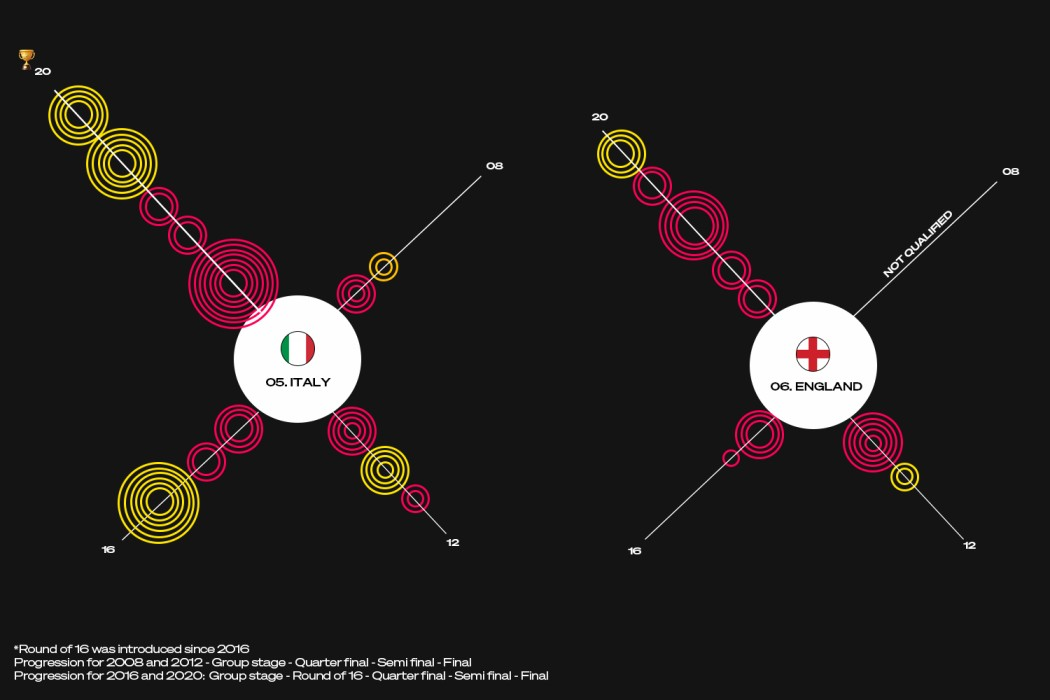 20
08
05. ITALY
16
12
20
08
NOT QUALIFIED
06. ENGLAND
16
12
*Round of 16 was introduced since 2016
Progression for 2008 and 2012 - Group stage - Quarter final - Semi final - Final
Progression for 2016 and 2020: Group stage - Round of 16 - Quarter final - Semi final - Final